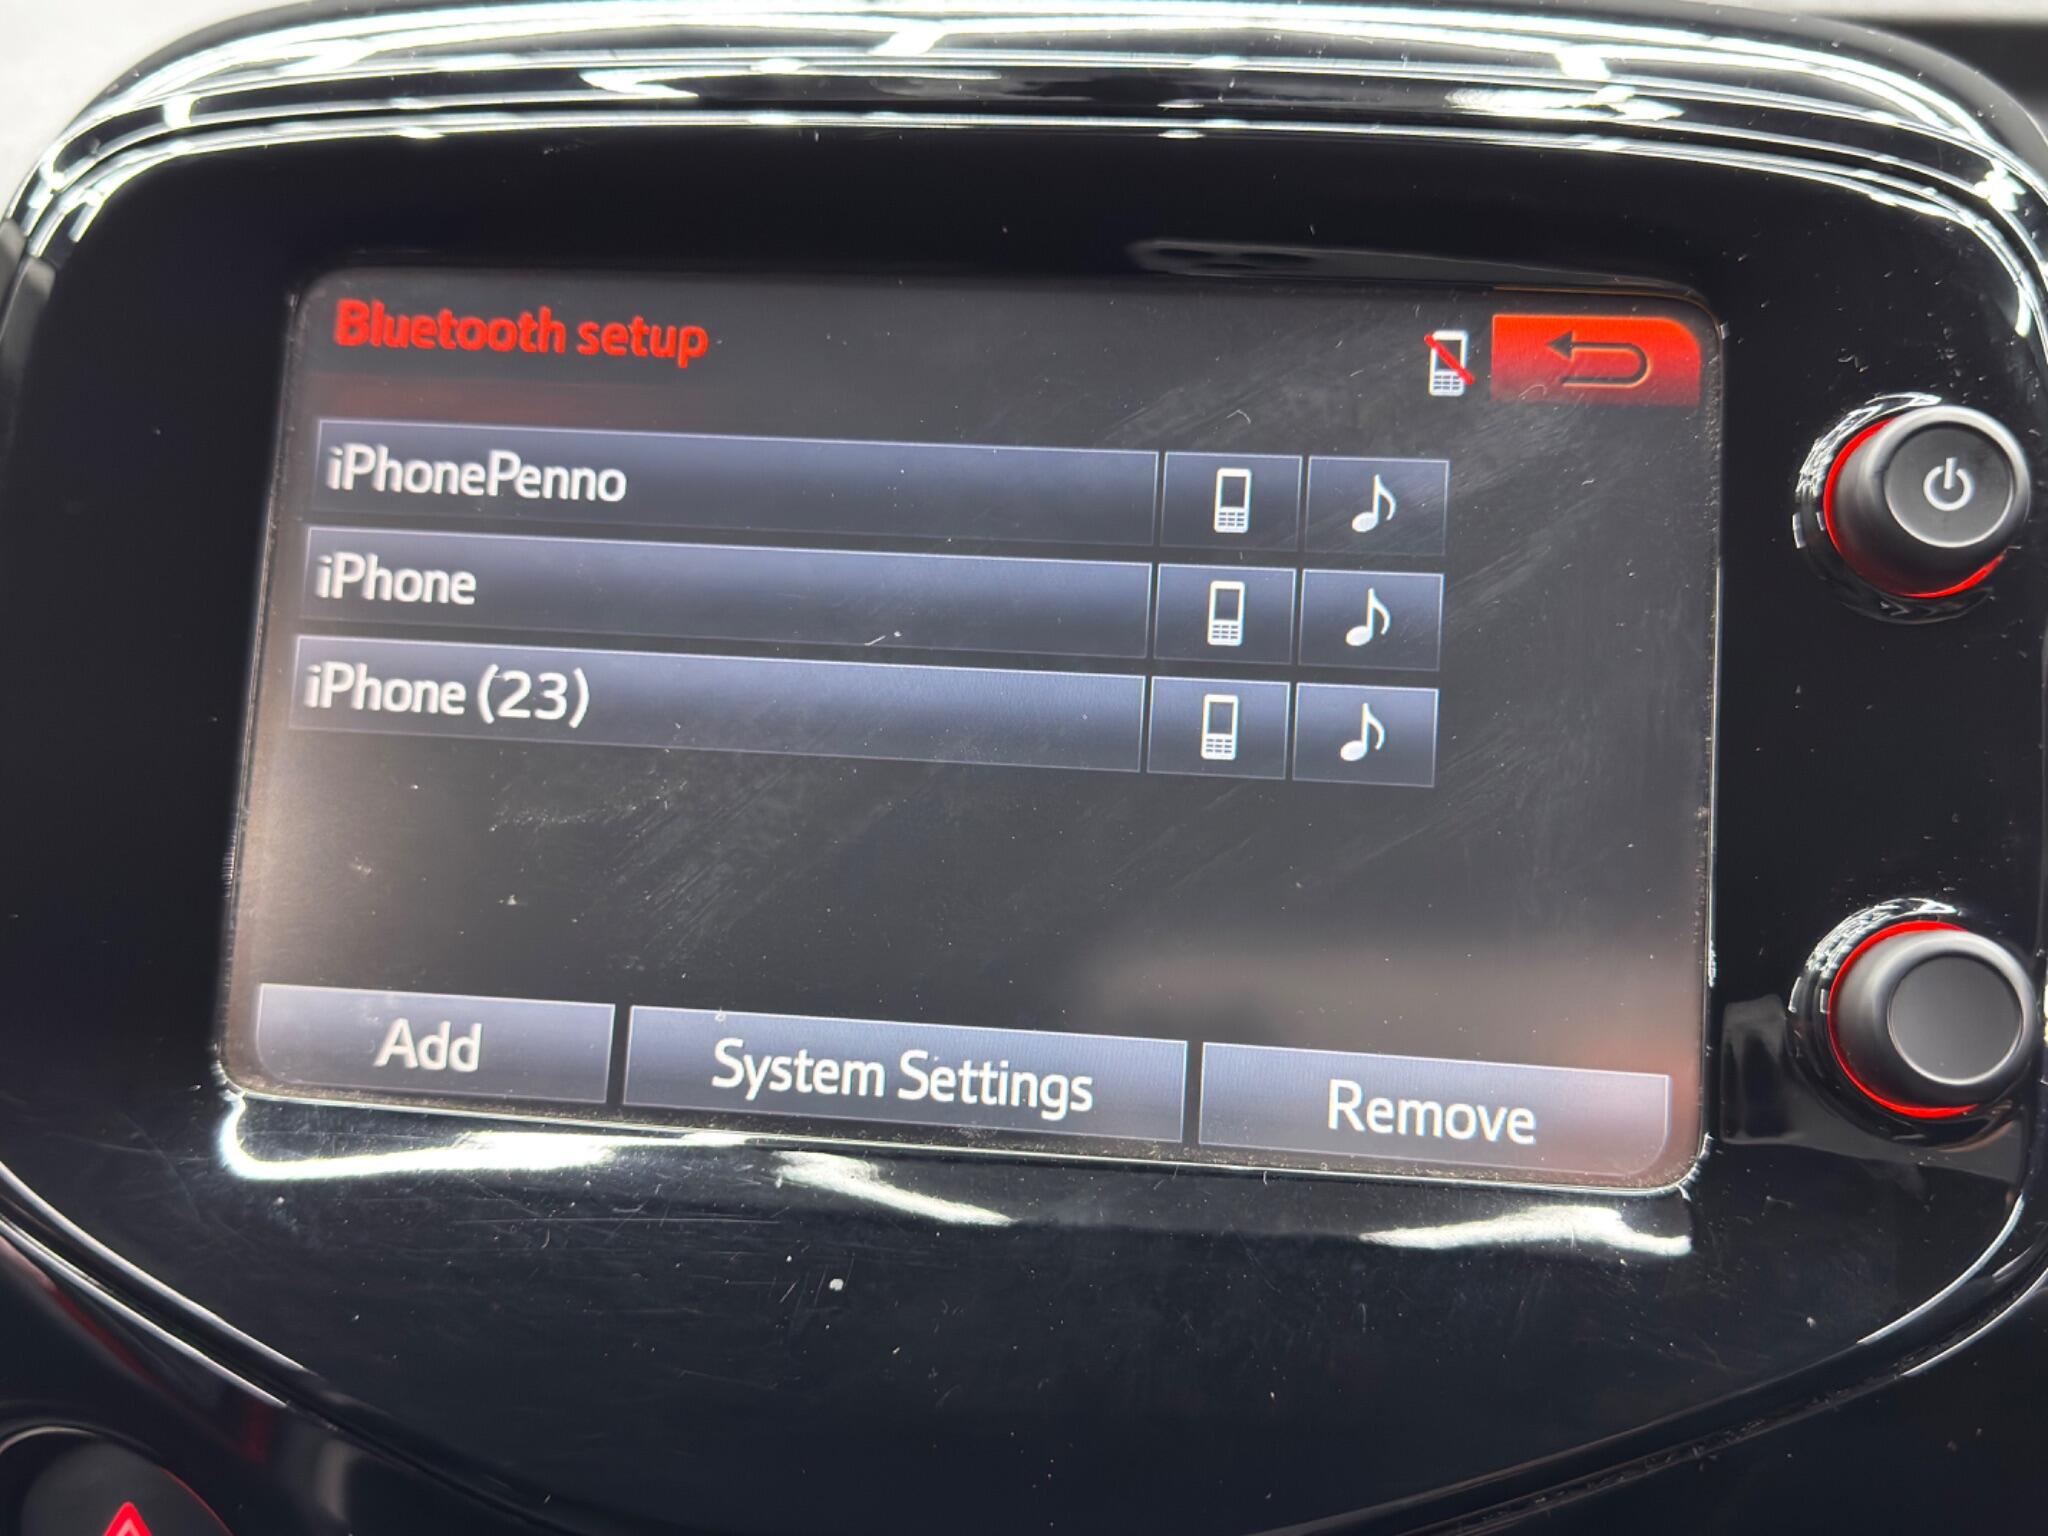 Bluetooth setup
iPhonePenno
iPhone
iPhone (23)
Add
System Settings
Remove